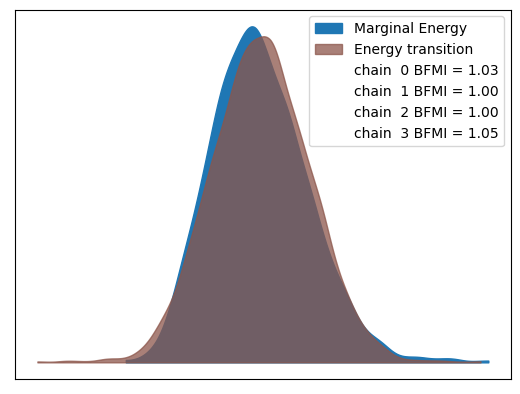 Marginal Energy
Energy transition
chain  0 BFMI = 1.03
chain  1 BFMI = 1.00
chain  2 BFMI = 1.00
chain  3 BFMI = 1.05